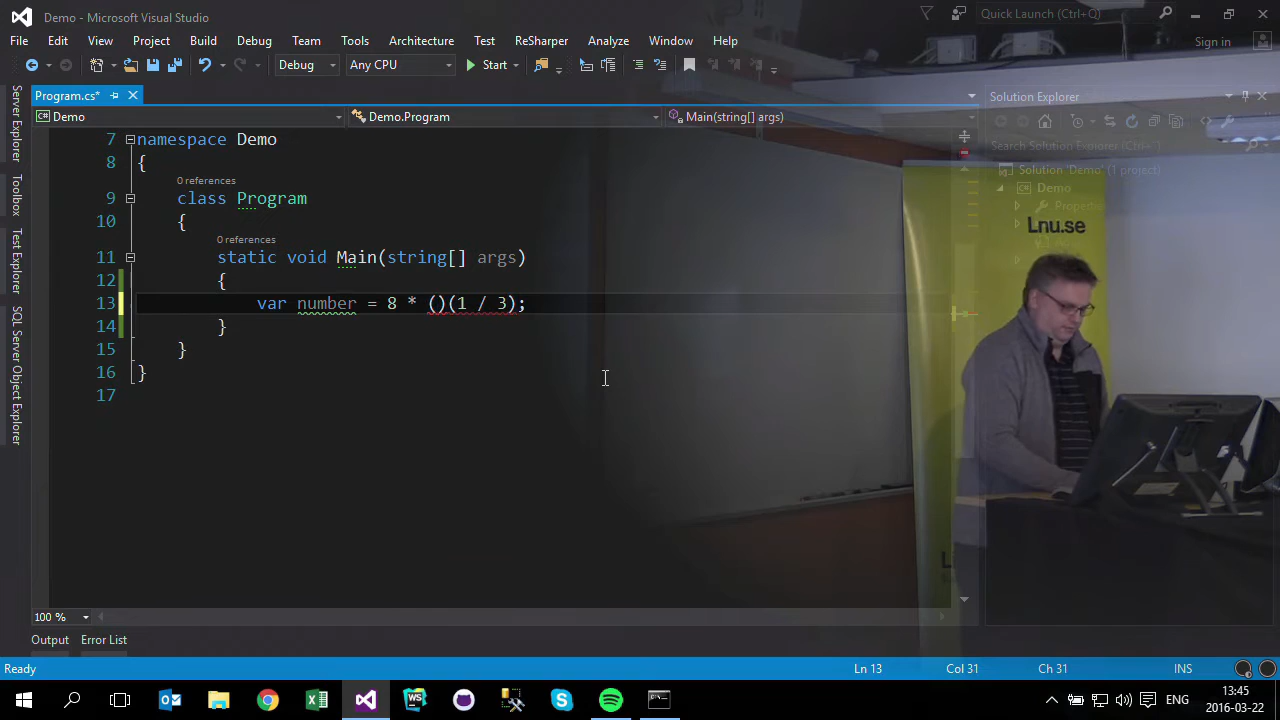 Demo - Microsoft Visual Studio
Quick Launch (Ctrl+Q)
File Edit View Project Build Debug Team Tools Architecture Test ReSharper Analyze Window Help
Sign in
Debug Any CPU Start
Program.cs*
Solution Explorer
Demo Demo.Program Main(string[] args)
Search Solution Explorer (Ctrl+
Solution 'Demo' (1 project)
Demo
Lnu.se
Server Explorer
Toolbox
Test Explorer
SQL Server Object Explorer
7 namespace Demo
8 {
0 references
9 class Program
10 {
0 references
11 static void Main(string[] args)
12 {
13 var number = 8 * ()(1 / 3);
14 }
15 }
16 }
17
100 %
Output Error List
Ready Ln 13 Col 31 Ch 31 INS
ENG 13:45
2016-03-22